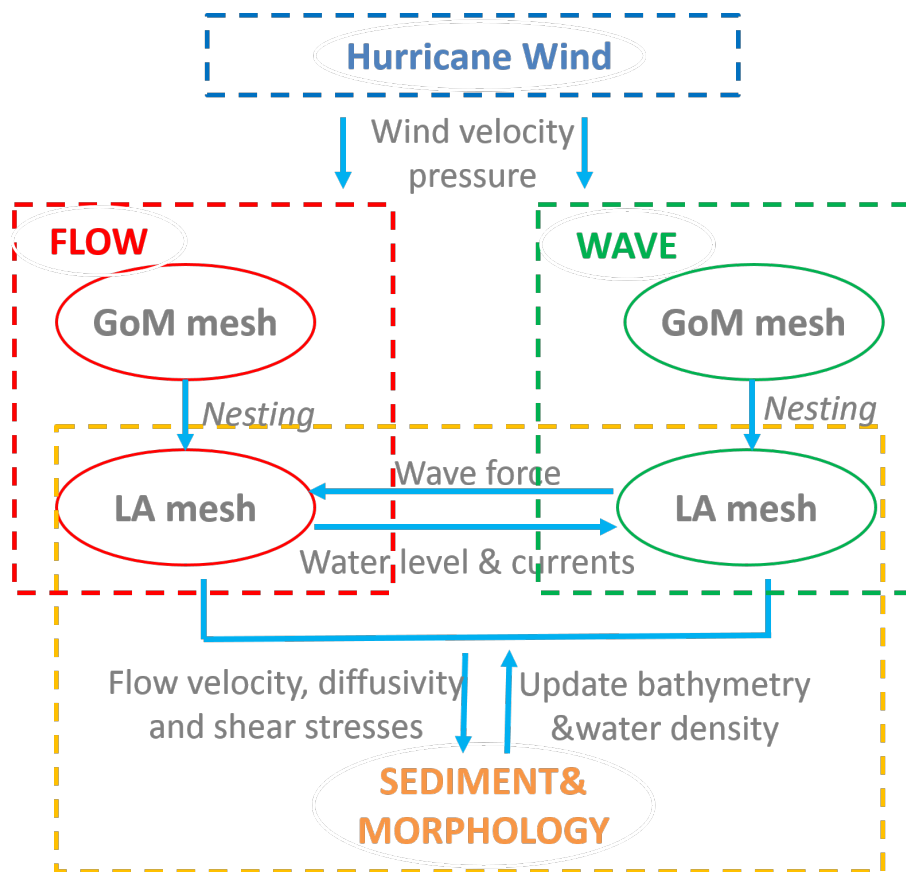 Hurricane Wind
Wind velocity
pressure
FLOW
WAVE
GoM mesh
GoM mesh
Nesting
Nesting
Wave force
LA mesh
LA mesh
Water level & currents
Flow velocity, diffusivity
and shear stresses
Update bathymetry
&water density
SEDIMENT&
MORPHOLOGY